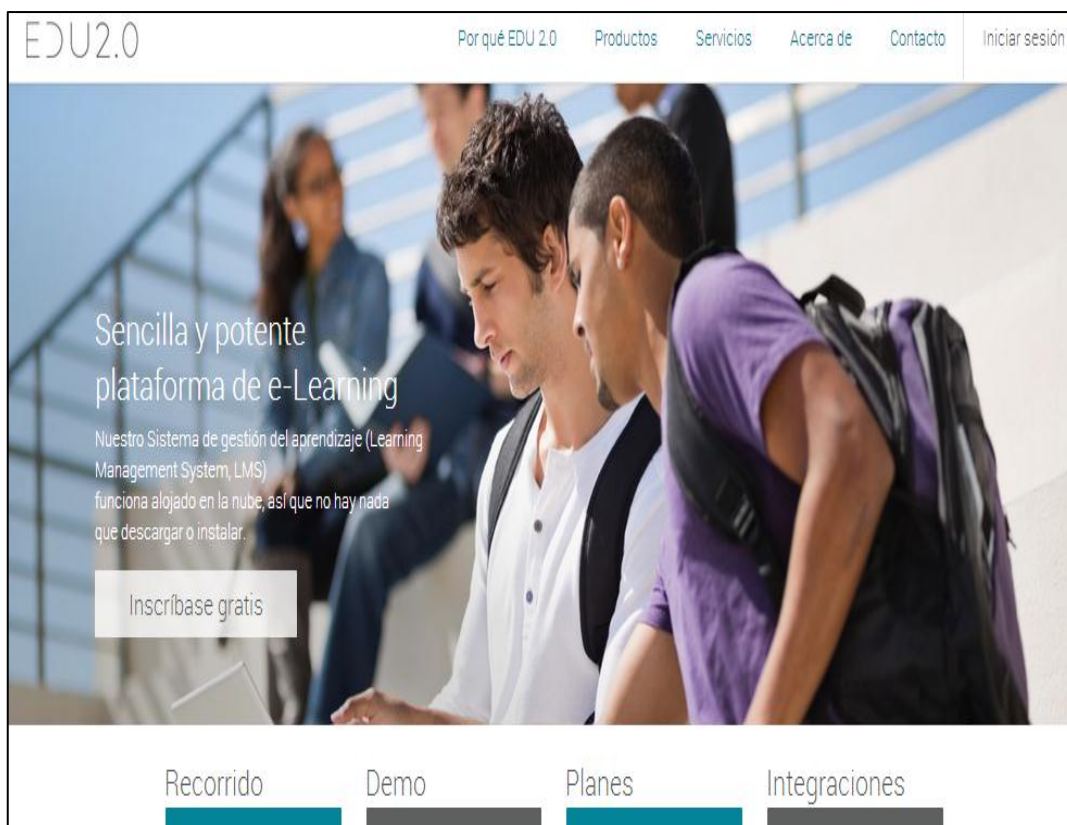 EDU2.0
Por qué EDU 2.0 Productos Servicios Acerca de Contacto Iniciar sesión
Sencilla y potente
plataforma de e-Learning
Nuestro Sistema de gestión del aprendizaje (Learning
Management System, LMS)
funciona alojado en la nube, así que no hay nada
que descargar o instalar.
Inscríbase gratis
Recorrido Demo Planes Integraciones